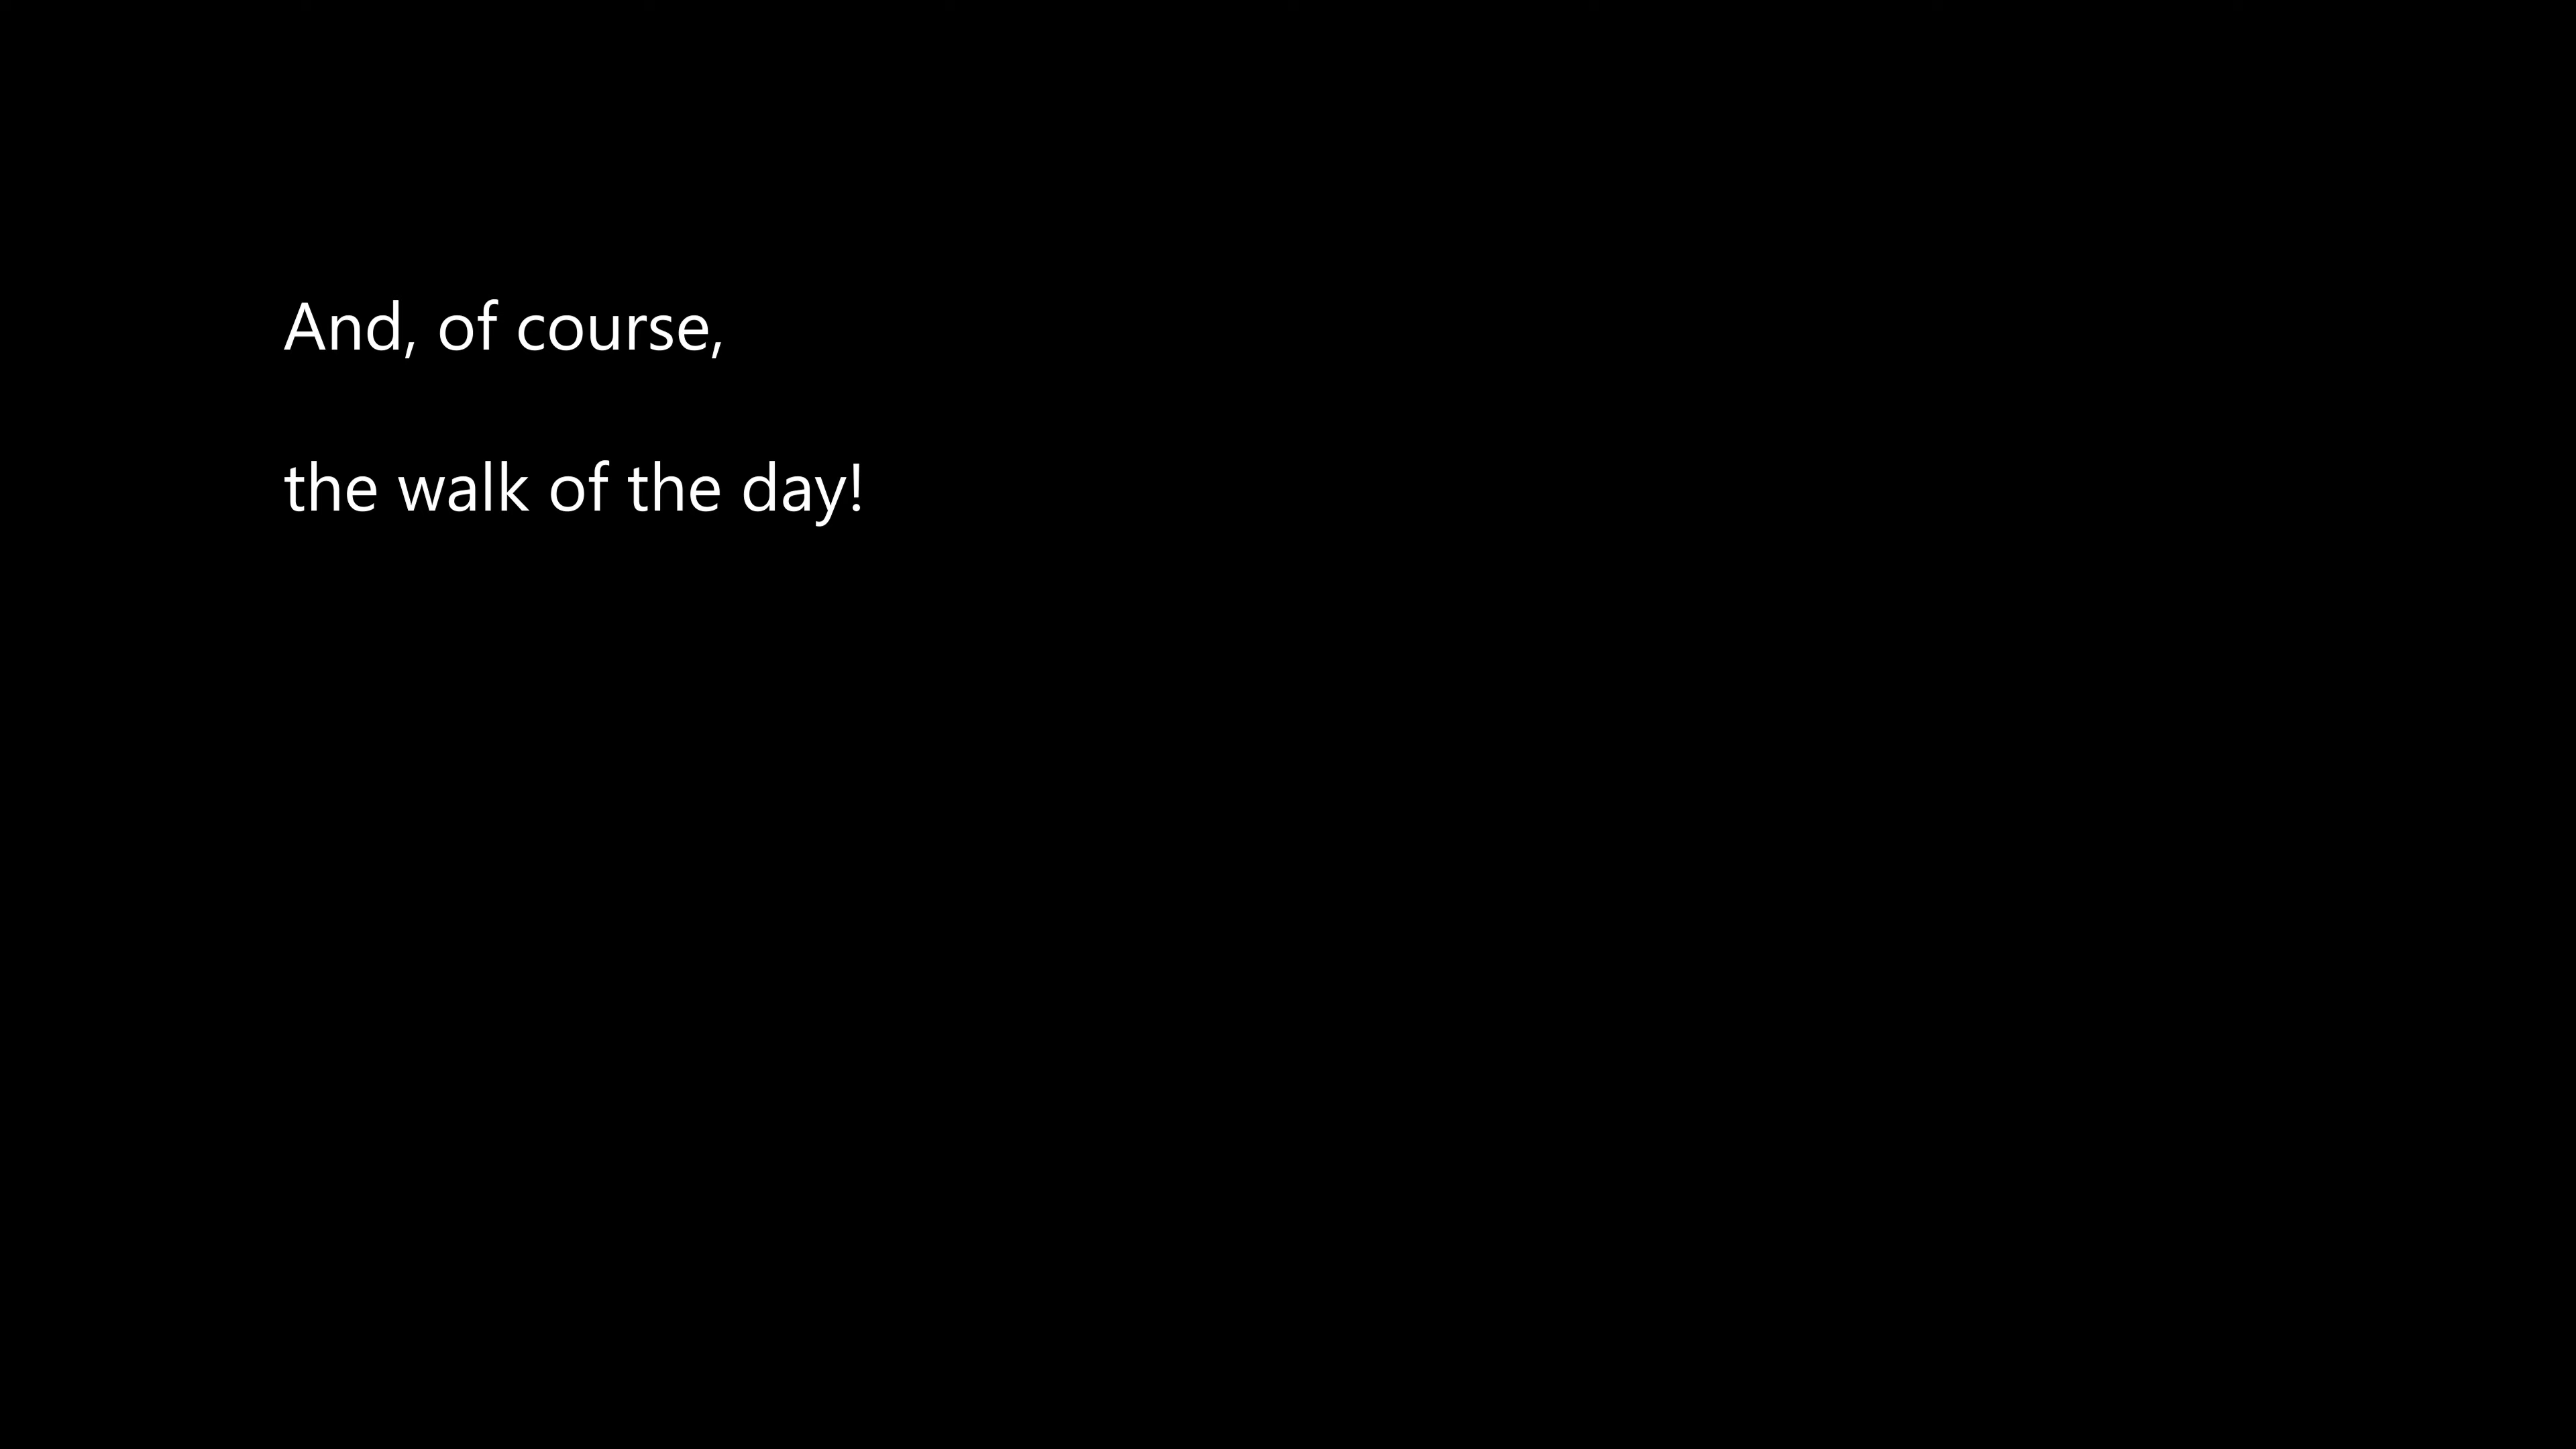 And, of course,
the walk of the day!